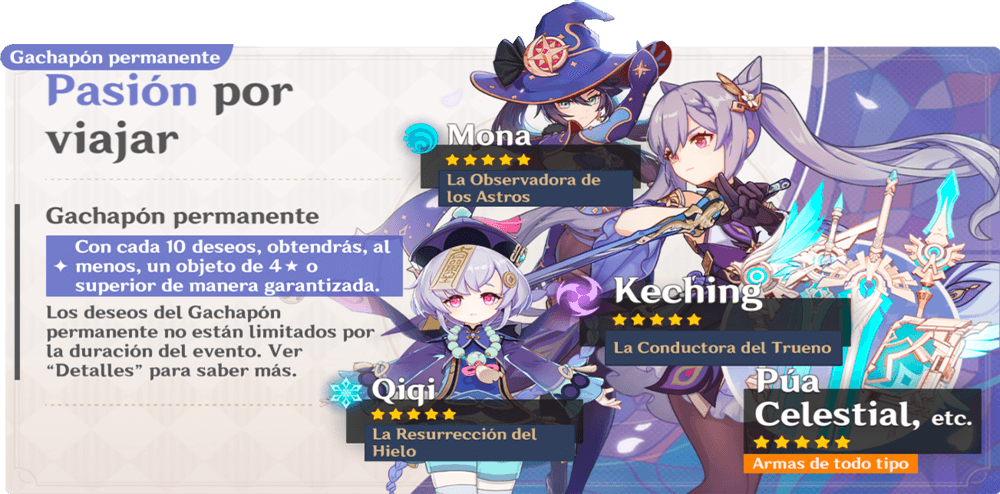 Gachapón permanente
Pasión por
viajar
Gachapón permanente
Con cada 10 deseos, obtendrás, al
✦ menos, un objeto de 4★ o
superior de manera garantizada.
Los deseos del Gachapón
permanente no están limitados por
la duración del evento. Ver
“Detalles” para saber más.
Mona
★★★★★
La Observadora de
los Astros
Keching
★★★★★
La Conductora del Trueno
Qiqi
★★★★★
La Resurrección del
Hielo
Púa
Celestial, etc.
★★★★★
Armas de todo tipo